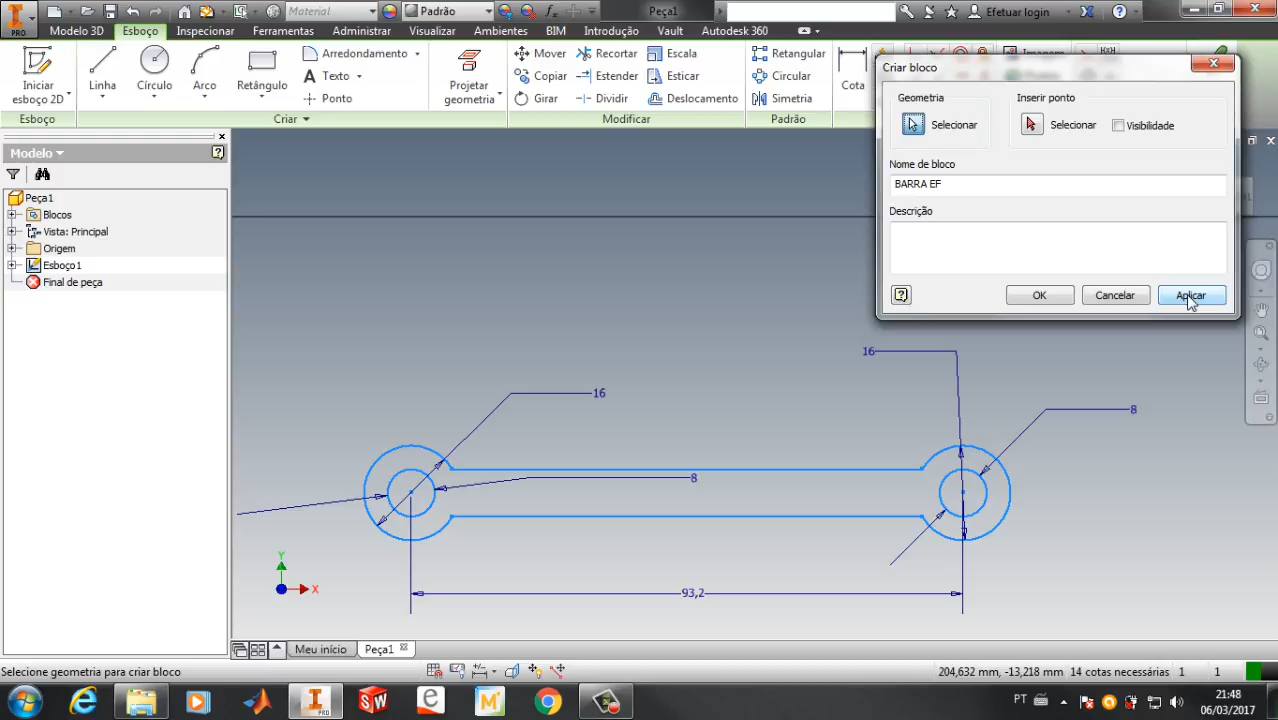 Material
Padrão
Peça1
Efetuar login
PRO
Modelo 3D
Esboço
Inspecionar
Ferramentas
Administrar
Visualizar
Ambientes
BIM
Introdução
Vault
Autodesk 360
Iniciar
esboço 2D
Linha
Círculo
Arco
Retângulo
Arredondamento
Texto
Ponto
Projetar
geometria
Mover
Copiar
Girar
Recortar
Estender
Dividir
Escala
Esticar
Deslocamento
Retangular
Circular
Simetria
Cota
Imagem
Esboço
Criar
Modificar
Padrão
Criar bloco
Geometria
Selecionar
Inserir ponto
Selecionar
Visibilidade
Nome de bloco
BARRA EF
Descrição
OK
Cancelar
Aplicar
Modelo
Peça1
Blocos
Vista: Principal
Origem
Esboço1
Final de peça
16
16
8
8
93,2
Y
X
Meu início
Peça1
Selecione geometria para criar bloco
204,632 mm, -13,218 mm
14 cotas necessárias
1
1
PT
21:48
06/03/2017